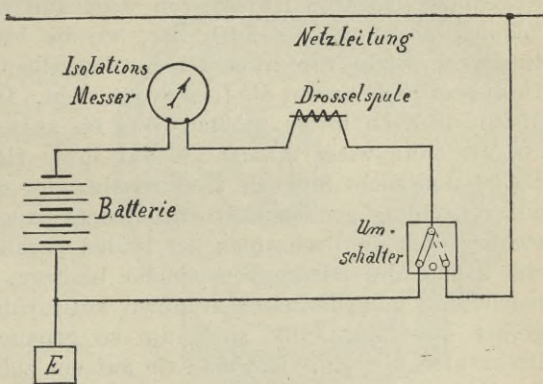 Netzleitung
Isolations
Messer
Drosselspule
Batterie
Um-
schalter
E